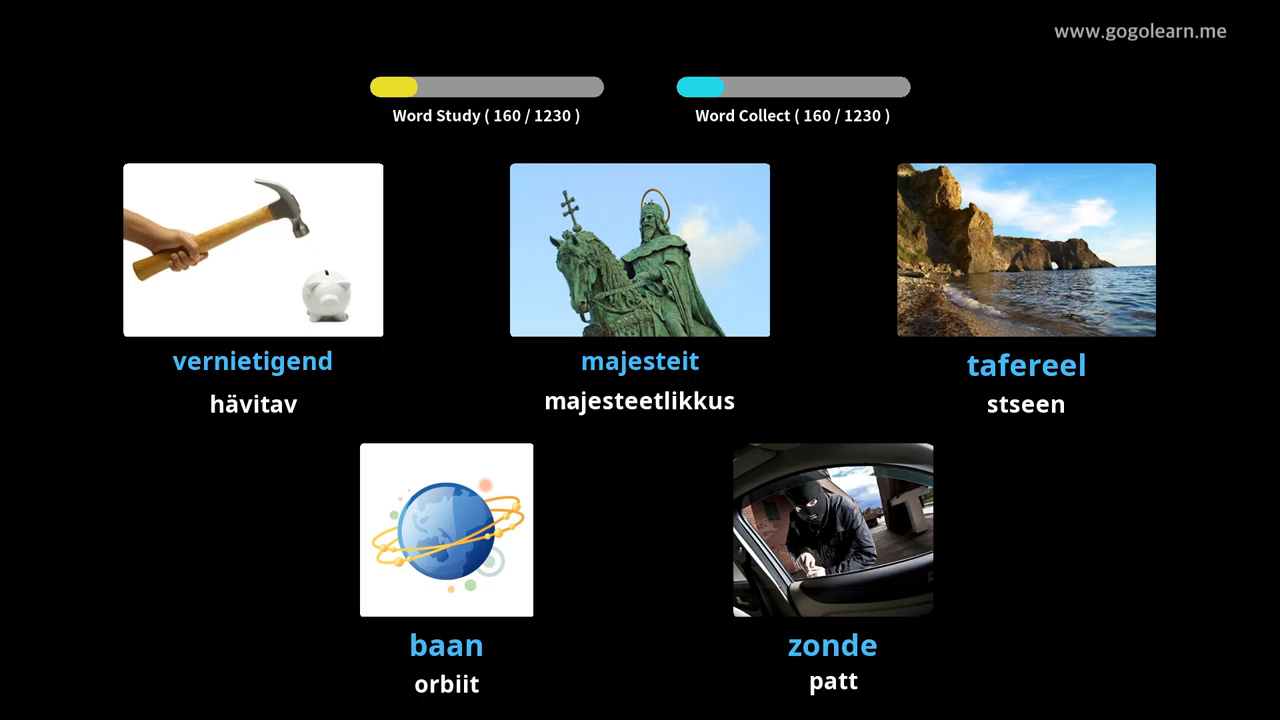 www.gogolearn.me
Word Study ( 160 / 1230 )
Word Collect ( 160 / 1230 )
vernietigend
hävitav
majesteit
majesteetlikkus
tafereel
stseen
baan
orbiit
zonde
patt